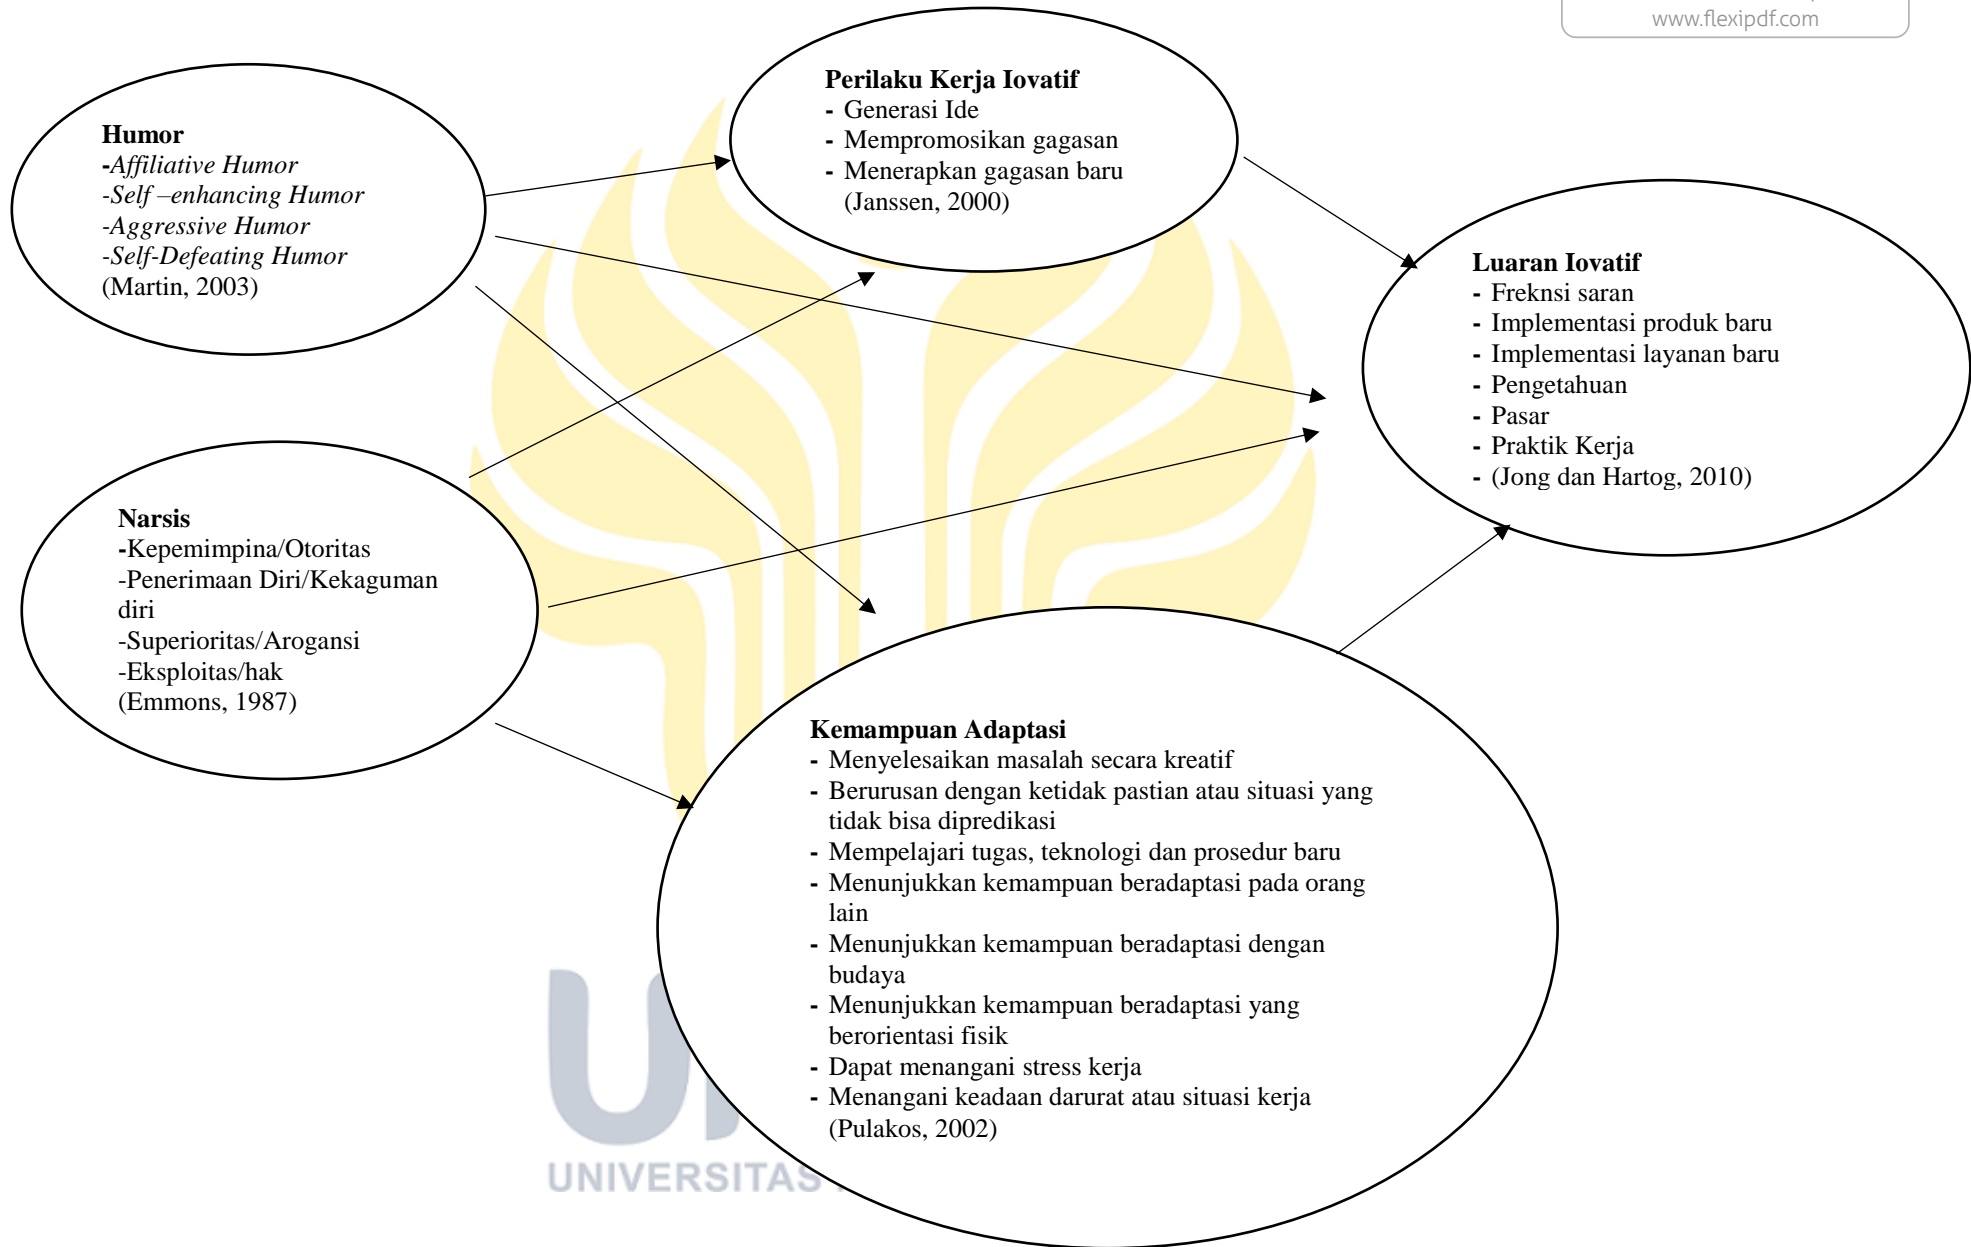 www.flexipdf.com
Humor
-Affiliative Humor
-Self –enhancing Humor
-Aggressive Humor
-Self-Defeating Humor
(Martin, 2003)
Perilaku Kerja Iovatif
- Generasi Ide
- Mempromosikan gagasan
- Menerapkan gagasan baru
(Janssen, 2000)
Luaran Iovatif
- Freknsi saran
- Implementasi produk baru
- Implementasi layanan baru
- Pengetahuan
- Pasar
- Praktik Kerja
- (Jong dan Hartog, 2010)
Narsis
-Kepemimpina/Otoritas
-Penerimaan Diri/Kekaguman
diri
-Superioritas/Arogansi
-Eksploitas/hak
(Emmons, 1987)
Kemampuan Adaptasi
- Menyelesaikan masalah secara kreatif
- Berurusan dengan ketidak pastian atau situasi yang
tidak bisa dipredikasi
- Mempelajari tugas, teknologi dan prosedur baru
- Menunjukkan kemampuan beradaptasi pada orang
lain
- Menunjukkan kemampuan beradaptasi dengan
budaya
- Menunjukkan kemampuan beradaptasi yang
berorientasi fisik
- Dapat menangani stress kerja
- Menangani keadaan darurat atau situasi kerja
(Pulakos, 2002)
UNIVERSITAS